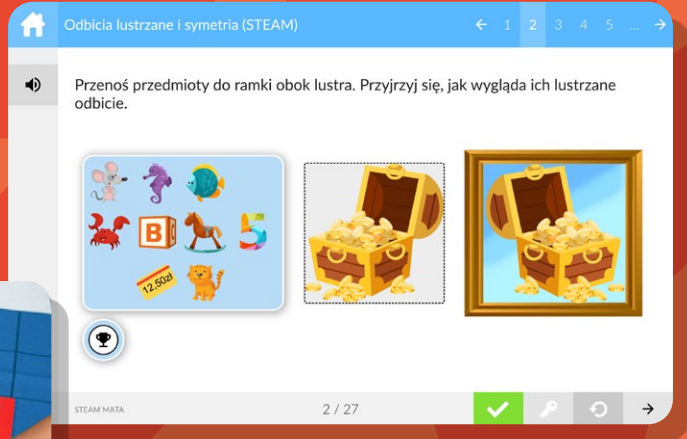 Odbicia lustrzane i symetria (STEAM)
1 2 3 4 5 ...
Przenoś przedmioty do ramki obok lustra. Przyjrzyj się, jak wygląda ich lustrzane
odbicie.
B
5
12,50zł
STEAM MATA
2 / 27